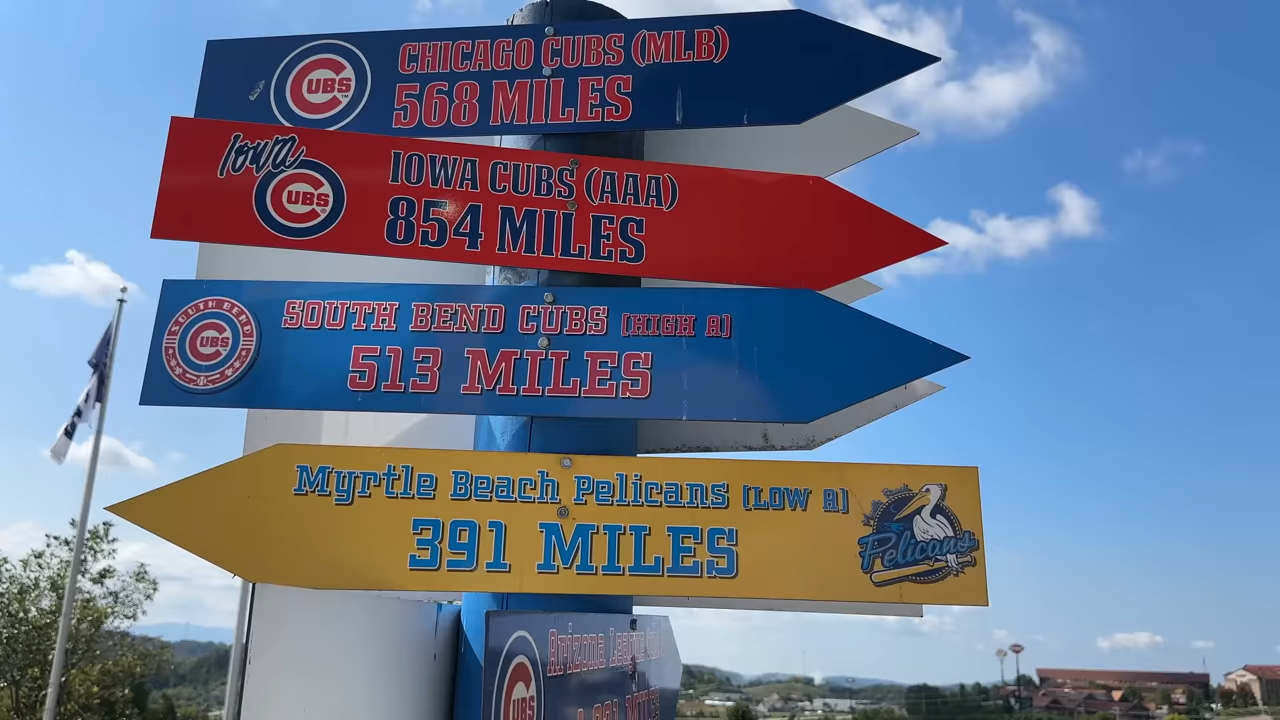 CUBS
CHICAGO CUBS (MLB)
568 MILES
Iowa
CUBS
IOWA CUBS (AAA)
854 MILES
SOUTH BEND
CUBS
SOUTH BEND CUBS (HIGH A)
513 MILES
Myrtle Beach Pelicans (LOW A)
391 MILES
Pelicans
Arizona League
CUBS